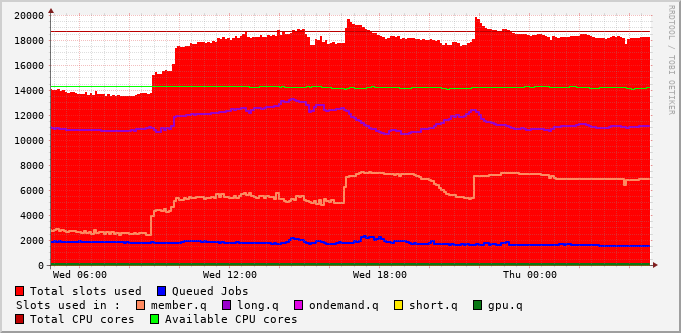 20000
18000
16000
14000
12000
10000
8000
6000
4000
2000
0
Wed 06:00 Wed 12:00 Wed 18:00 Thu 00:00
Total slots used Queued Jobs
Slots used in : member.q long.q ondemand.q short.q gpu.q
Total CPU cores Available CPU cores
RRDTOOL / TOBI OETIKER